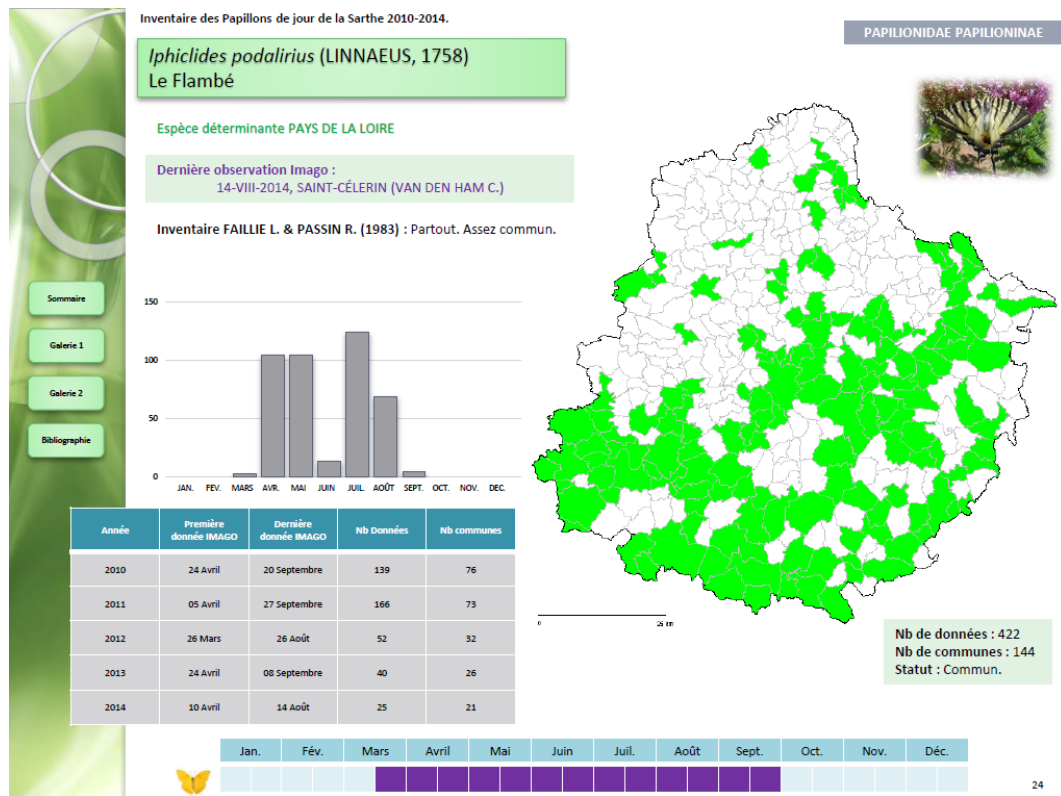 Inventaire des Papillons de jour de la Sarthe 2010-2014.
PAPILIONIDAE PAPILIONINAE
Iphiclides podalirius (LINNAEUS, 1758)
Le Flambé
Espèce déterminante PAYS DE LA LOIRE
Dernière observation Imago :
14-VIII-2014, SAINT-CÉLERIN (VAN DEN HAM C.)
Inventaire FAILLIE L. & PASSIN R. (1983) : Partout. Assez commun.
Sommaire
Galerie 1
Galerie 2
Bibliographie
150
100
50
0
JAN. FEV. MARS AVR. MAI JUIN JUIL. AOÛT SEPT. OCT. NOV. DEC.
Année Première donnée IMAGO Dernière donnée IMAGO Nb Données Nb communes
2010 24 Avril 20 Septembre 139 76
2011 05 Avril 27 Septembre 166 73
2012 26 Mars 26 Août 52 32
2013 24 Avril 08 Septembre 40 26
2014 10 Avril 14 Août 25 21
0 25 km
Nb de données : 422
Nb de communes : 144
Statut : Commun.
Jan. Fév. Mars Avril Mai Juin Juil. Août Sept. Oct. Nov. Déc.
24